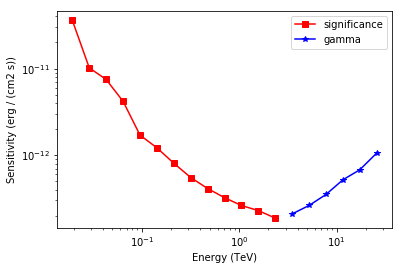 significance
gamma
10⁻¹¹
10⁻¹²
Sensitivity (erg / (cm2 s))
10⁻¹
10⁰
10¹
Energy (TeV)